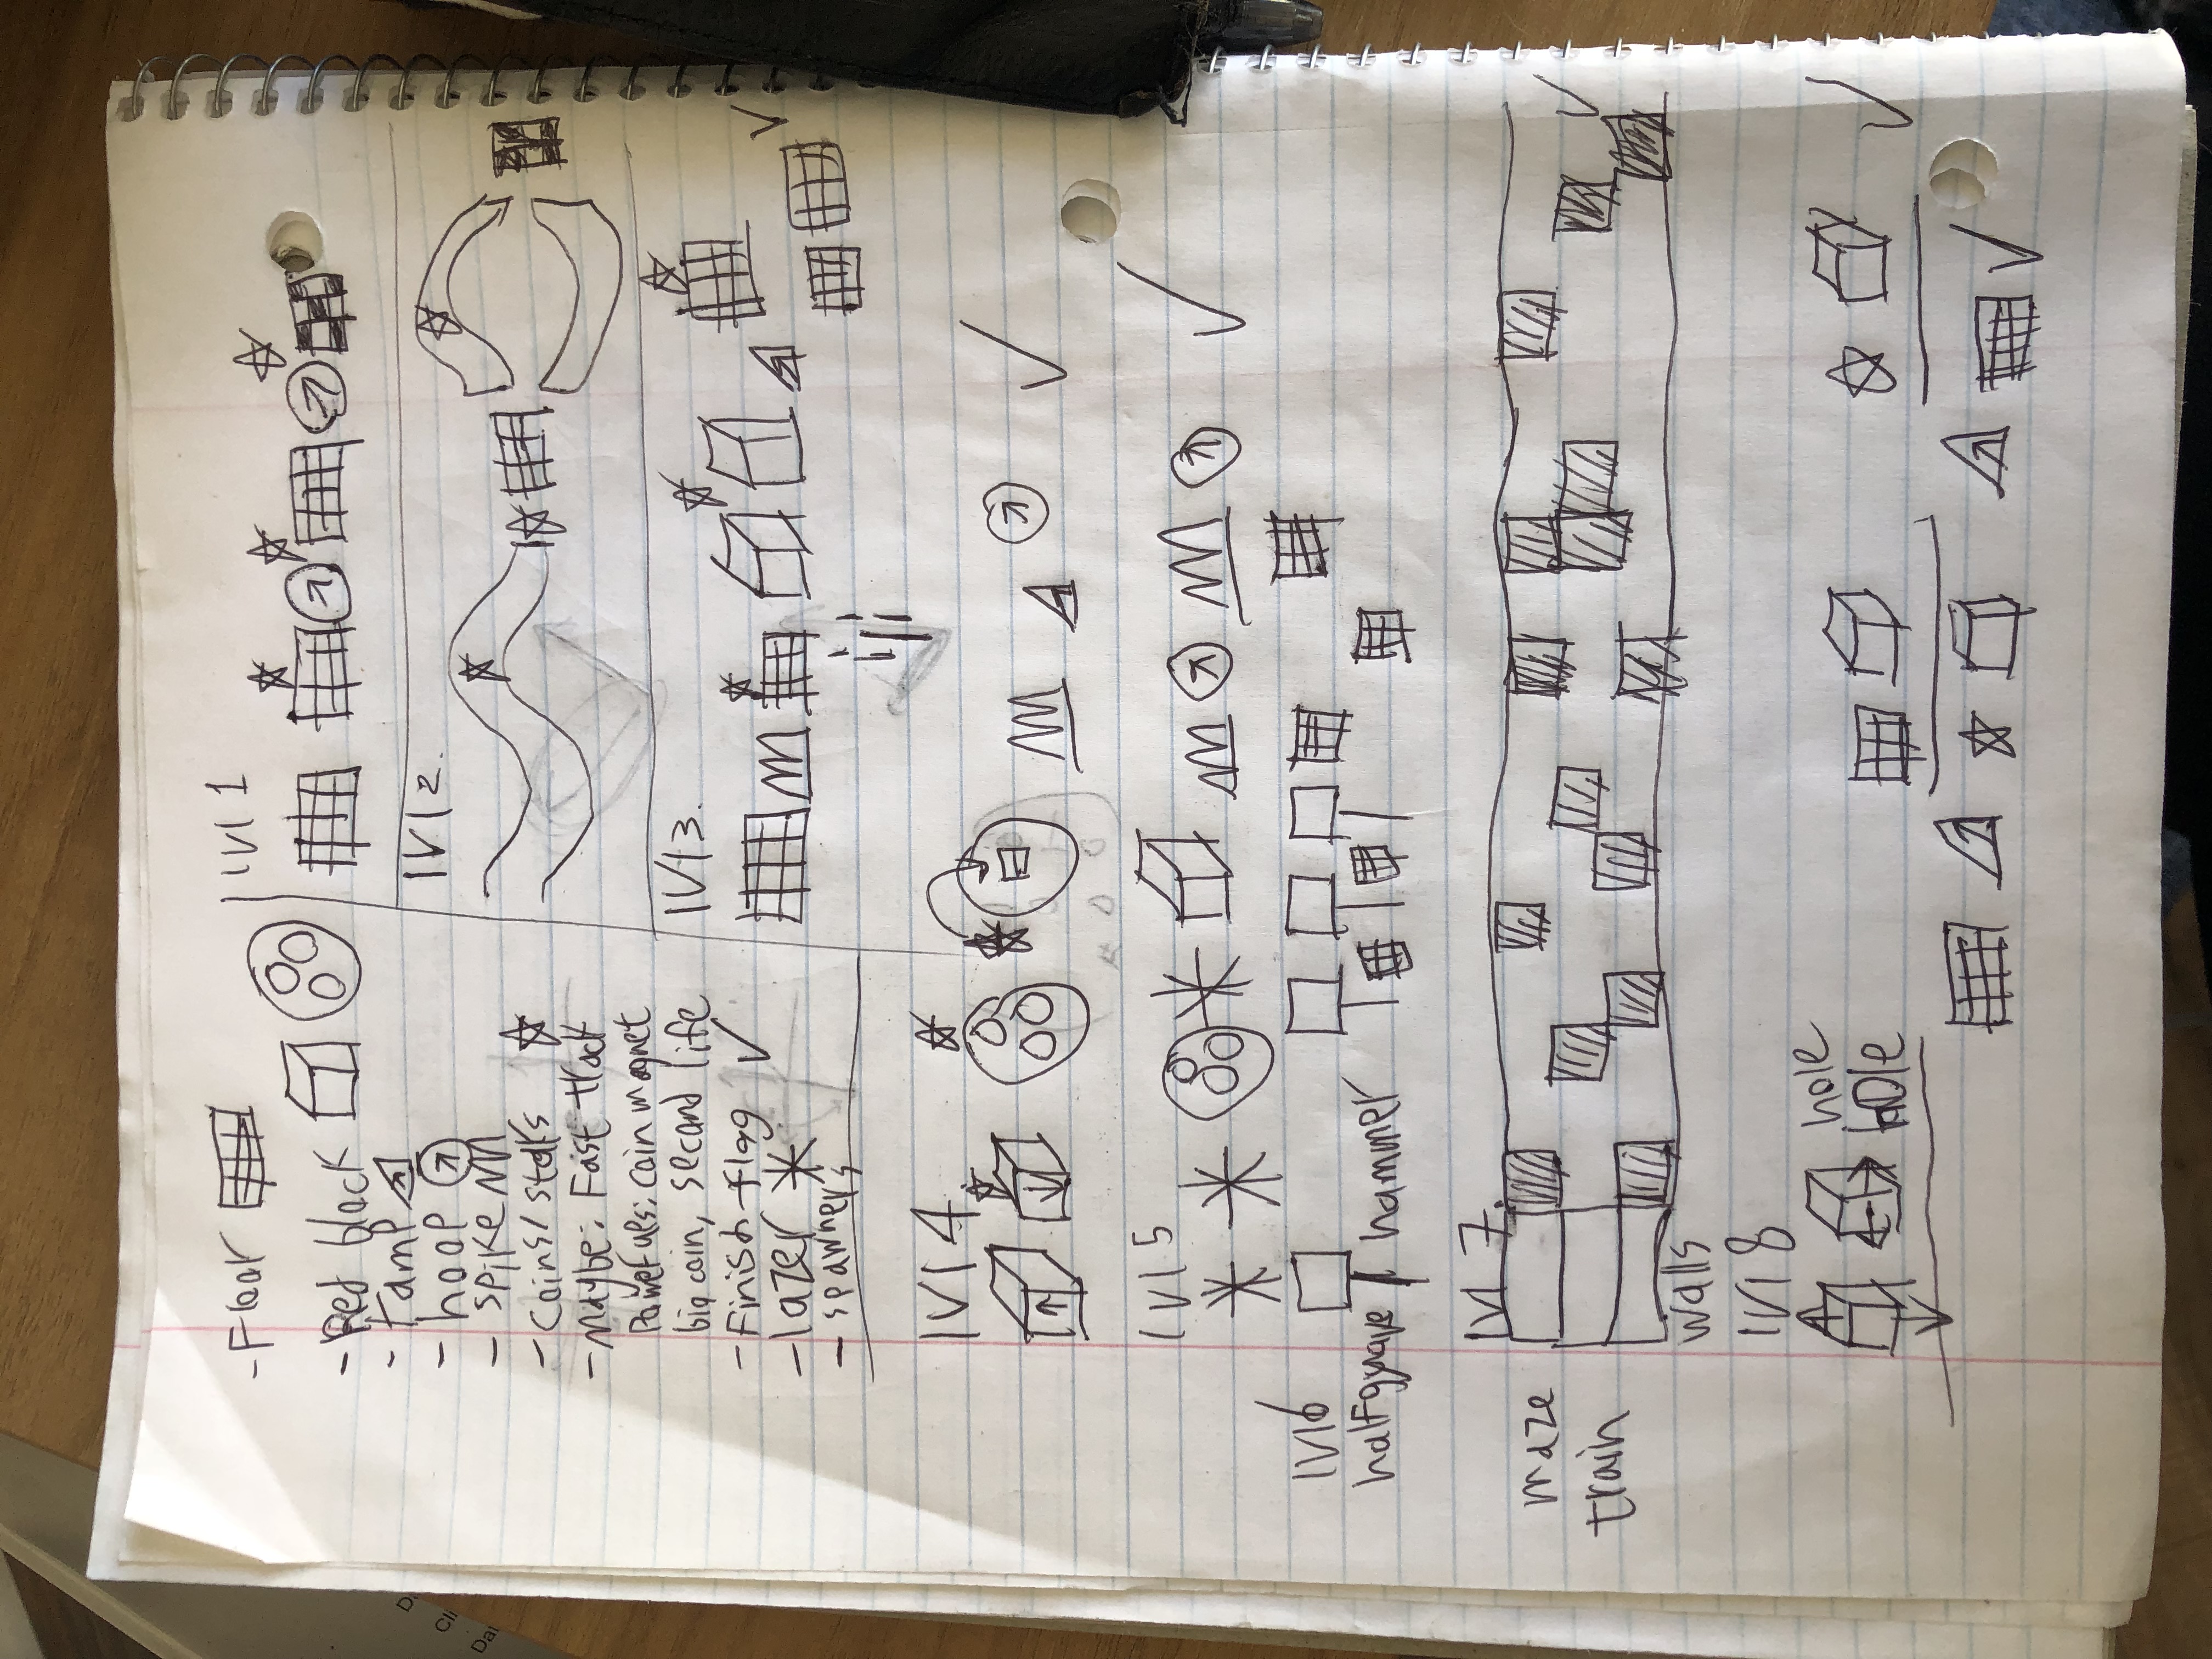 - Floor
- Red block
- ramp
- hoop
- spike
- Coins/stars
- maybe: Fast track
Power ups: coin magnet
big coin, second life
- Finish flag
- lazer
- spawners
lvl 1
lvl 2.
lvl 3.
lvl 4.
lvl 5
lvl 6
hammer
lvl 7.
maze
train
walls
lvl 8
hole
hole